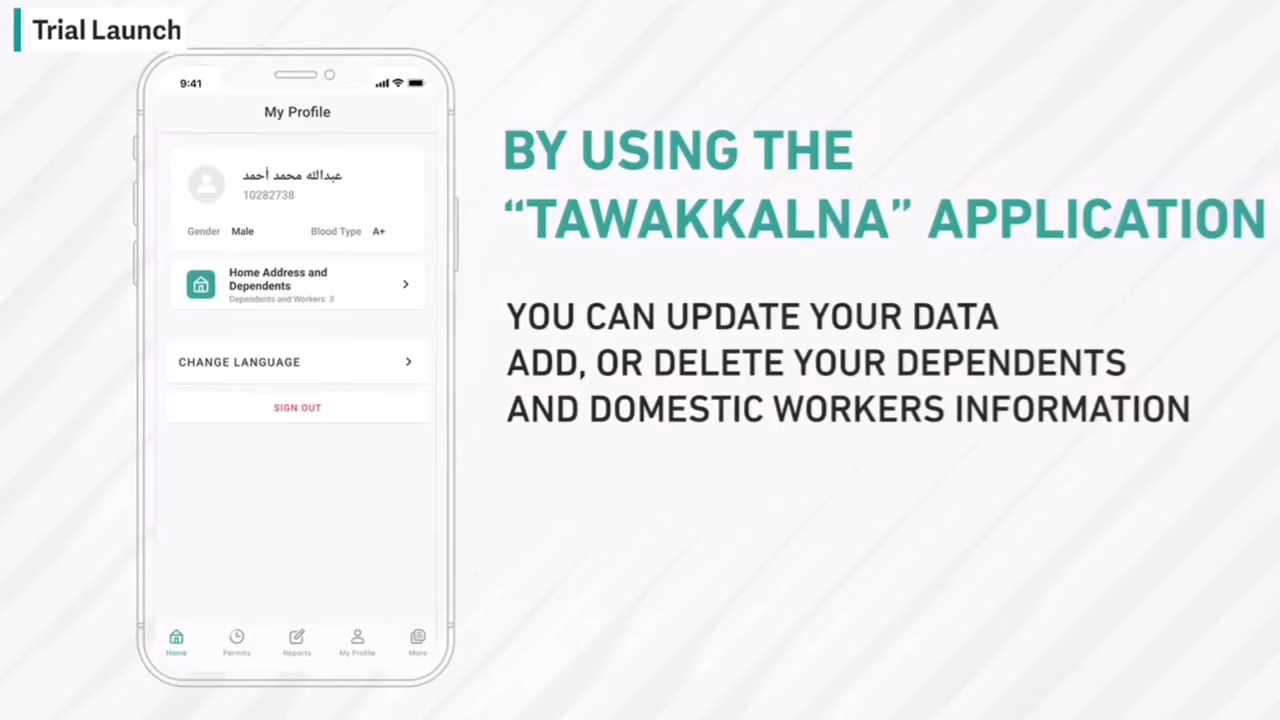 Trial Launch
9:41
My Profile
عبدالله محمد أحمد
10282738
Gender Male Blood Type A+
Home Address and
Dependents
Dependents and Workers: 3
CHANGE LANGUAGE
SIGN OUT
Home Permits Reports My Profile More
BY USING THE
“TAWAKKALNA” APPLICATION
YOU CAN UPDATE YOUR DATA
ADD, OR DELETE YOUR DEPENDENTS
AND DOMESTIC WORKERS INFORMATION